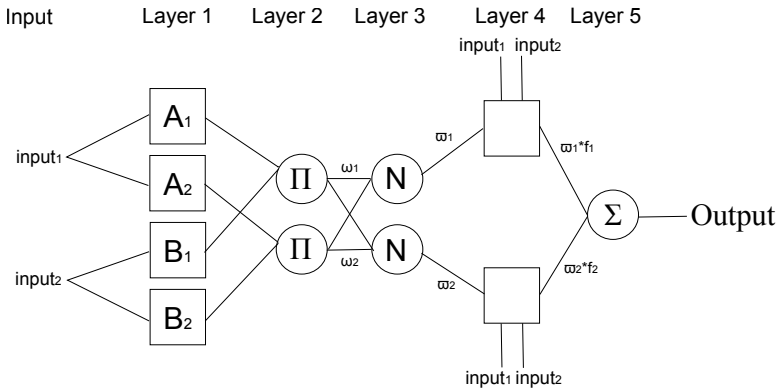 Input Layer 1 Layer 2 Layer 3 Layer 4 Layer 5
input₁ input₂
A₁
ϖ₁ ϖ₁*f₁
input₁
ω₁
Π N
A₂
Σ Output
B₁
Π N
ω₂
input₂
ϖ₂ ϖ₂*f₂
B₂
input₁ input₂